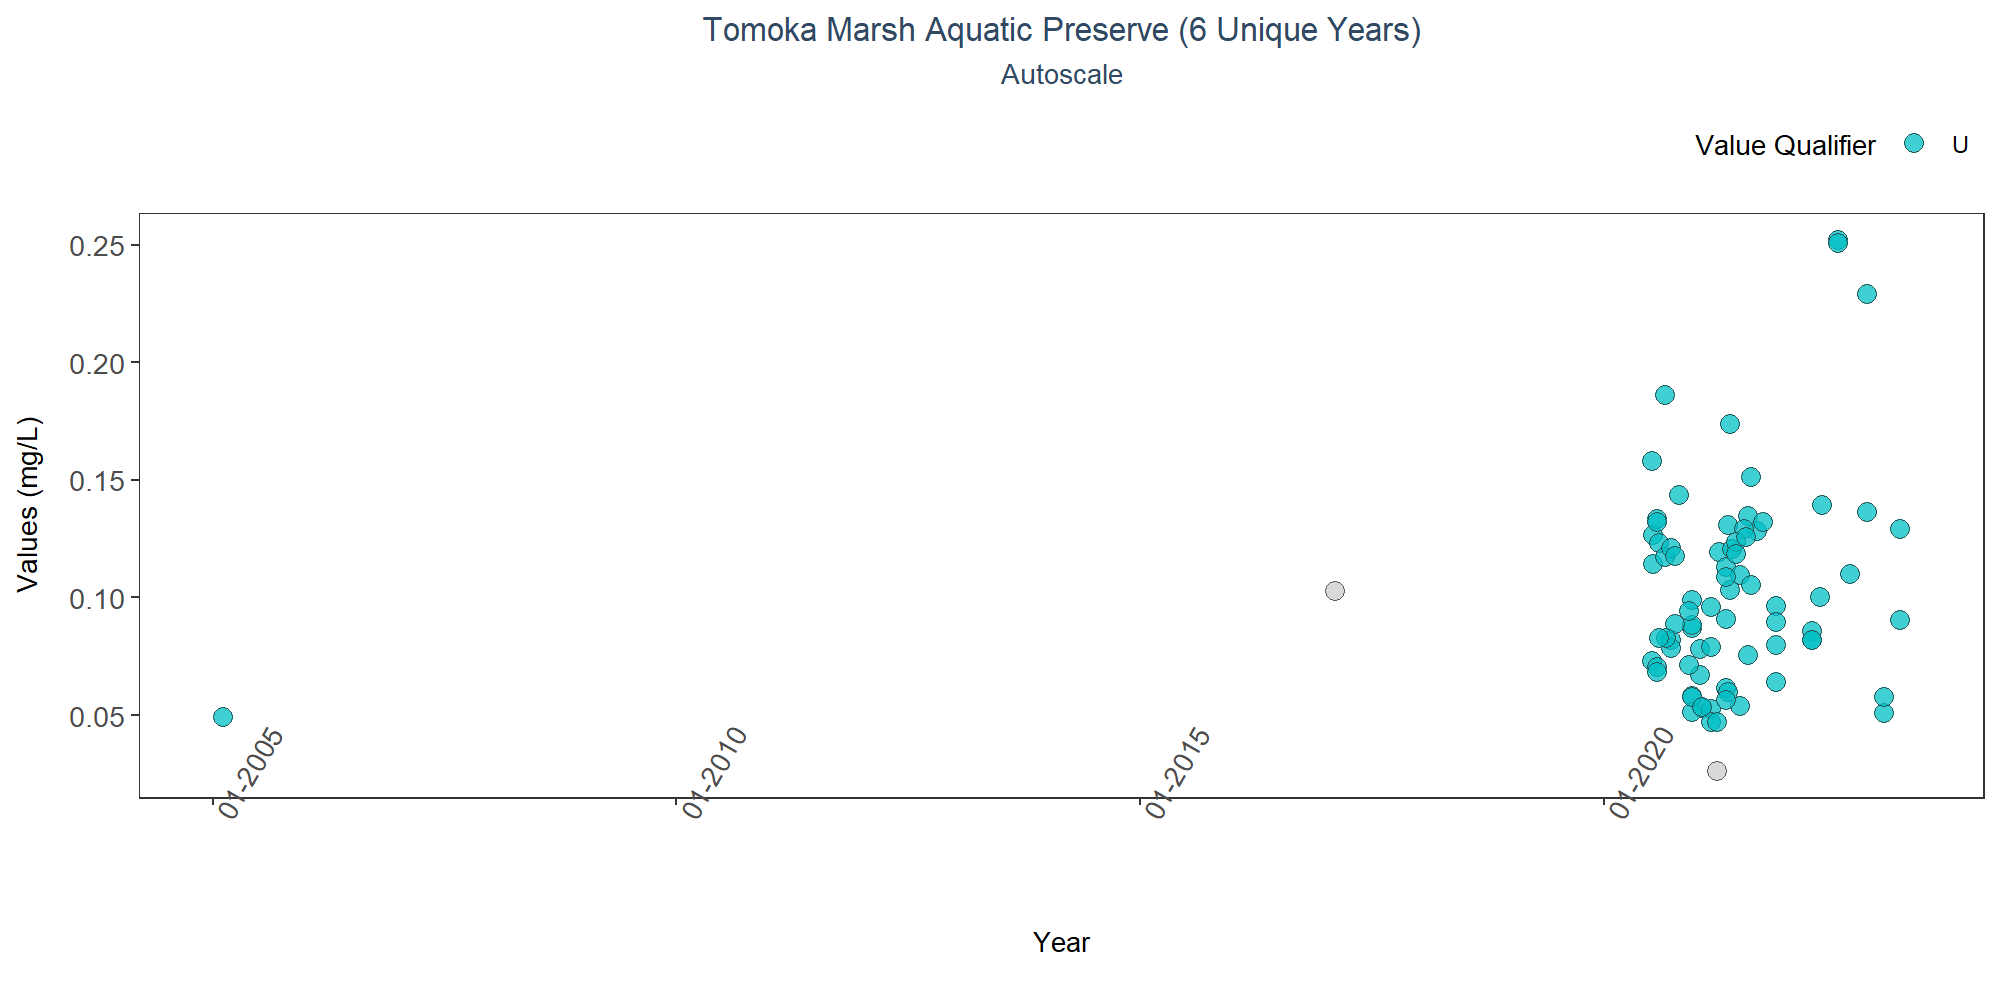 Tomoka Marsh Aquatic Preserve (6 Unique Years)
Autoscale
Value Qualifier U
0.25
0.20
0.15
0.10
0.05
Values (mg/L)
01-2005
01-2010
01-2015
01-2020
Year